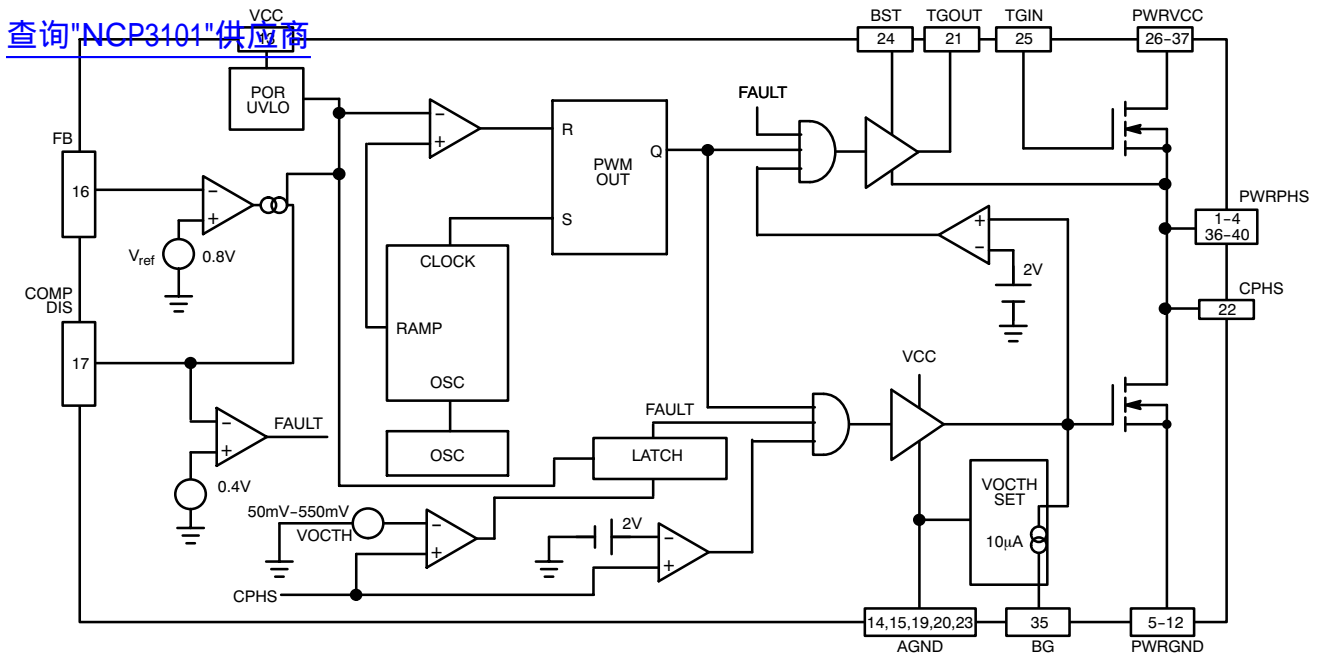 查询"NCP3101"供应商
VCC
13
BST
TGOUT
TGIN
PWRVCC
24
21
25
26-37
POR
UVLO
FAULT
FB
16
R
Q
PWM
OUT
S
PWRPHS
1-4
36-40
Vref
0.8V
CLOCK
2V
COMP
DIS
CPHS
22
17
RAMP
OSC
VCC
FAULT
FAULT
OSC
LATCH
0.4V
VOCTH
SET
50mV-550mV
VOCTH
2V
10µA
CPHS
14,15,19,20,23
35
5-12
AGND
BG
PWRGND